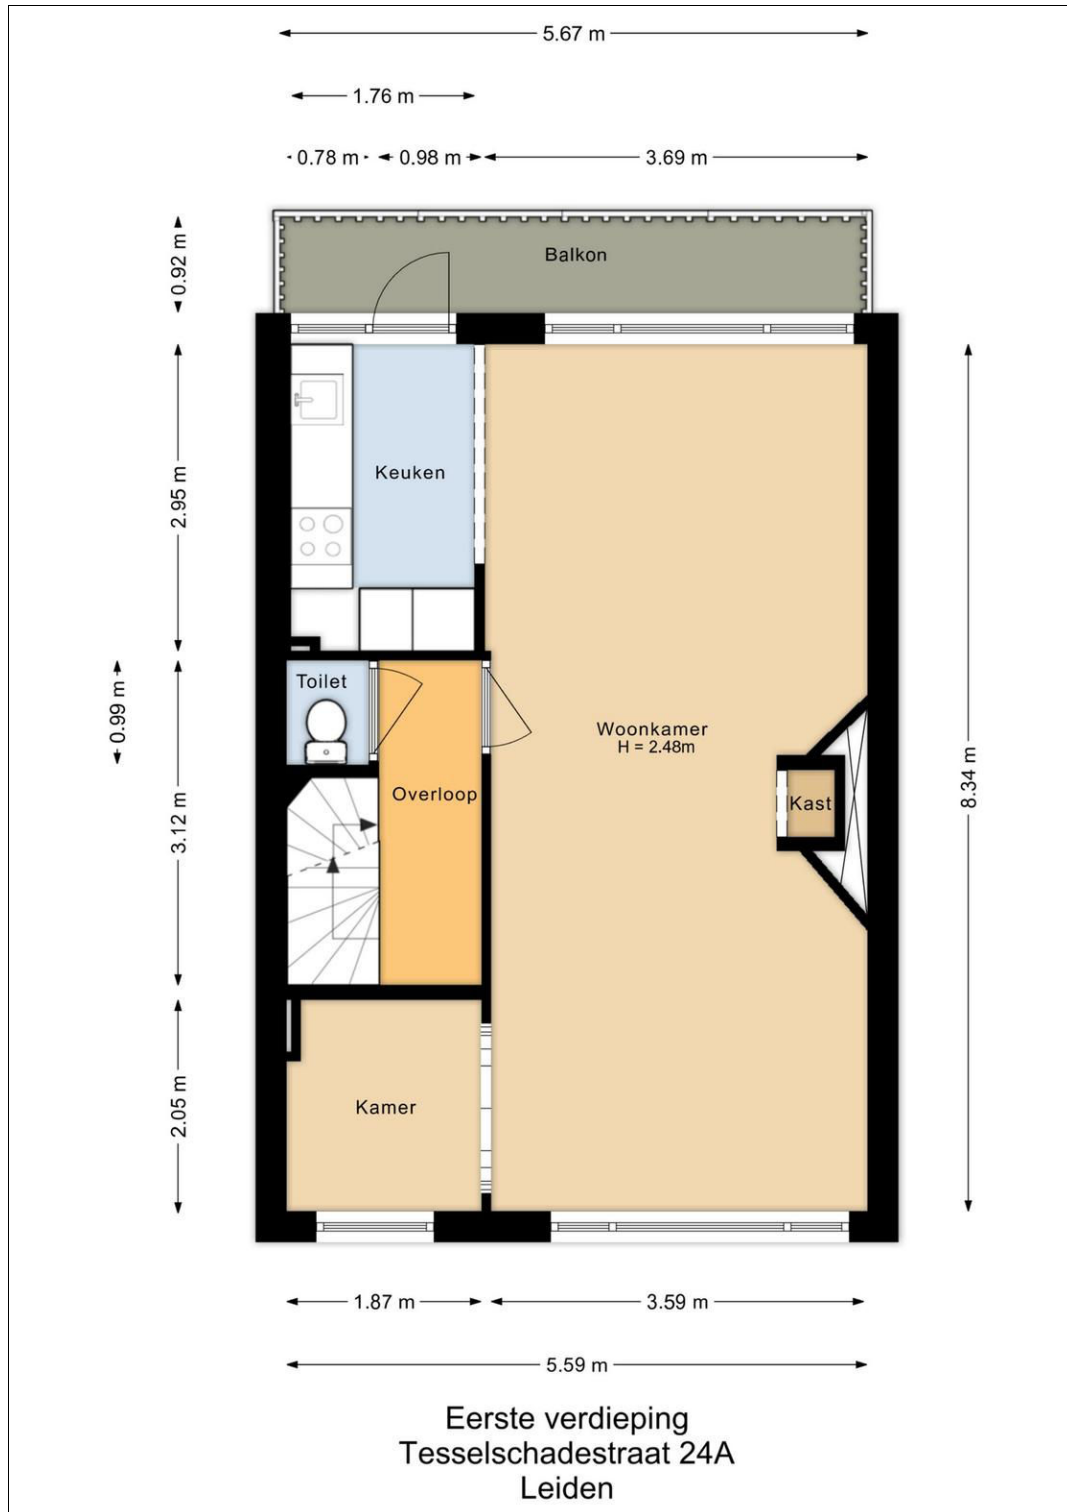 5.67 m
1.76 m
0.78 m 0.98 m 3.69 m
0.92 m
Balkon
2.95 m
Keuken
0.99 m
Toilet
Woonkamer
H = 2.48m
8.34 m
3.12 m
Overloop
Kast
2.05 m
Kamer
1.87 m 3.59 m
5.59 m
Eerste verdieping
Tesselschadestraat 24A
Leiden